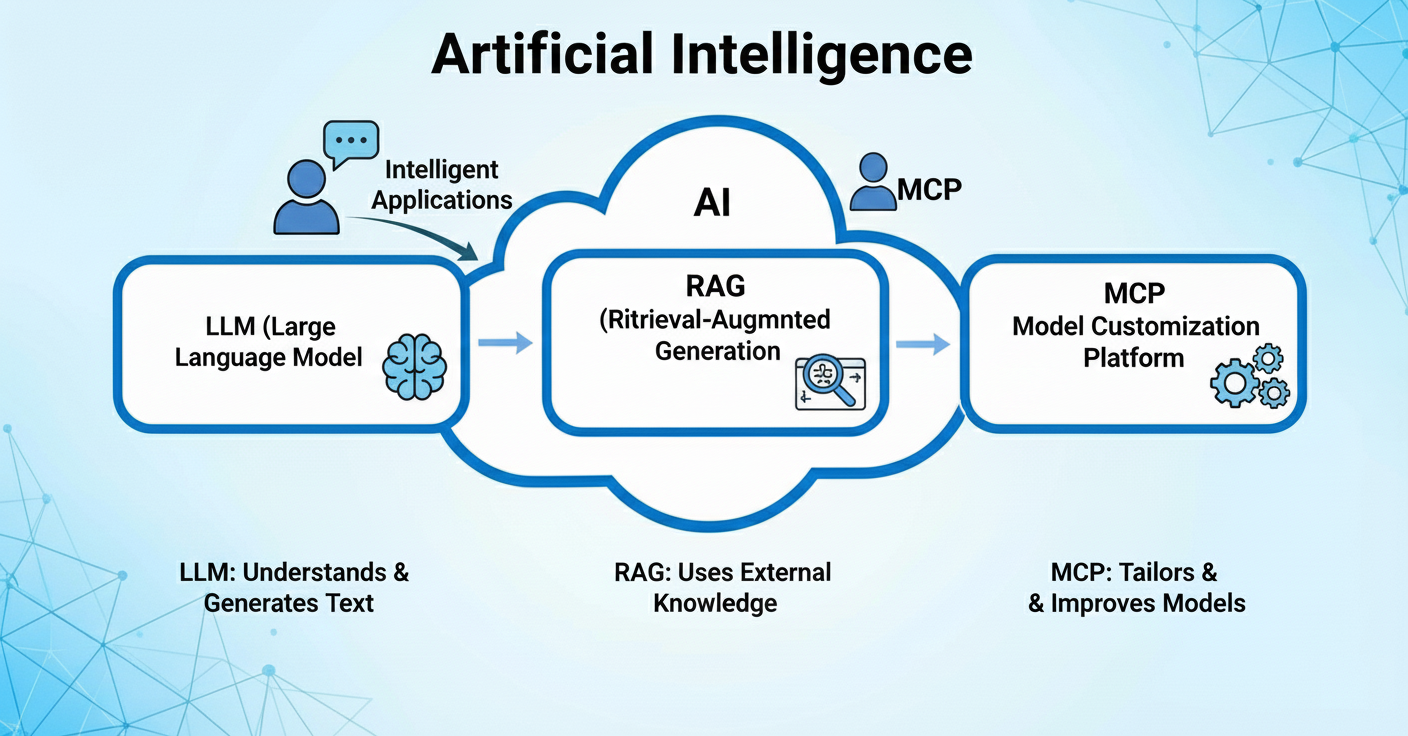 Artificial Intelligence
Intelligent
Applications
AI
MCP
LLM (Large
Language Model
RAG
(Ritrieval-Augmnted
Generation
MCP
Model Customization
Platform
LLM: Understands &
Generates Text
RAG: Uses External
Knowledge
MCP: Tailors &
& Improves Models